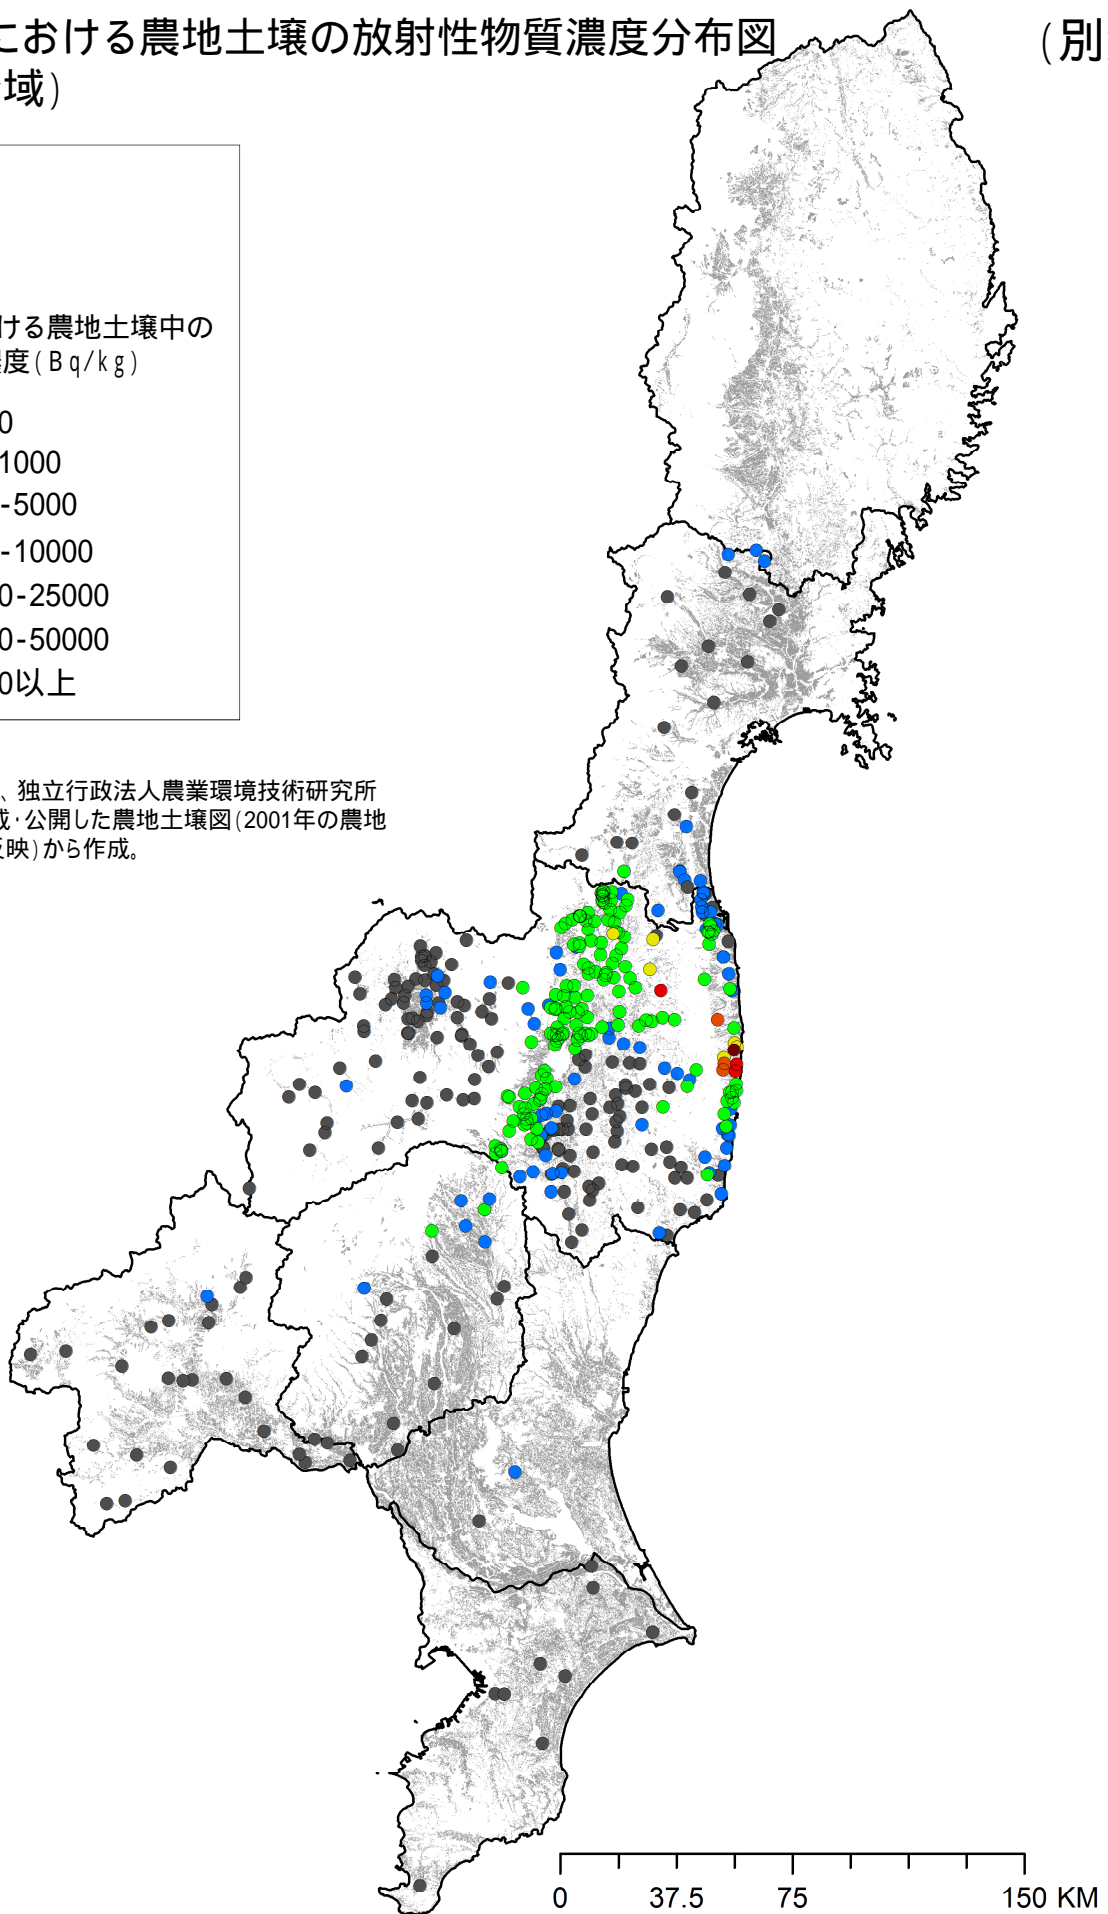 における農地土壌の放射性物質濃度分布図
(別
域)
ける農地土壌中の
度(Bq/kg)
0
1000
-5000
-10000
0-25000
0-50000
0以上
、独立行政法人農業環境技術研究所
・公開した農地土壌図(2001年の農地
映)から作成。
0 37.5 75 150 KM